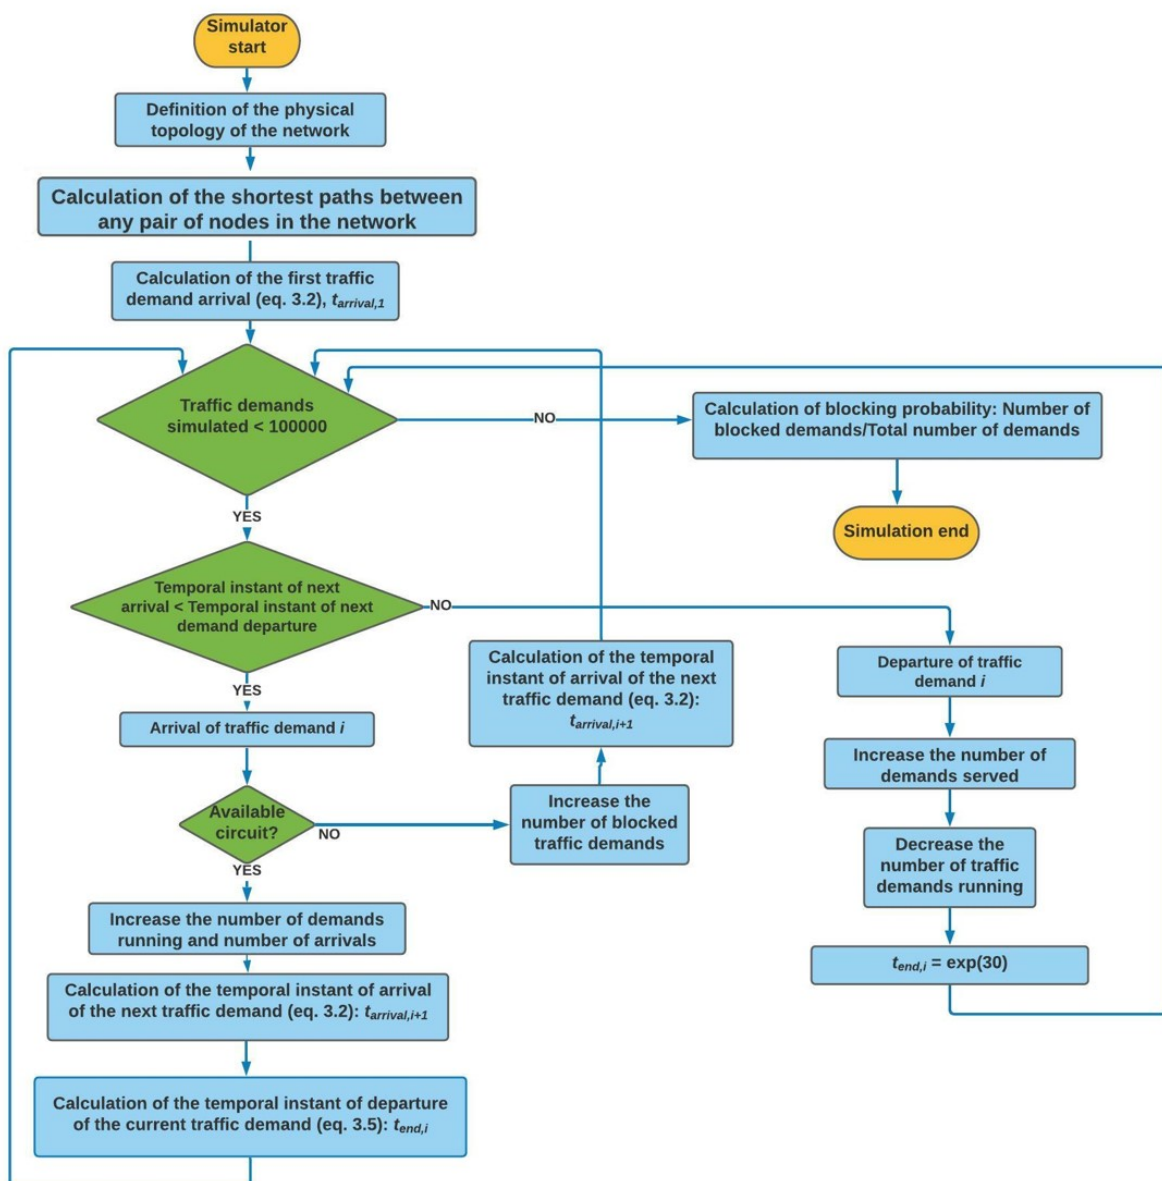 Simulator
start
Definition of the physical
topology of the network
Calculation of the shortest paths between
any pair of nodes in the network
Calculation of the first traffic
demand arrival (eq. 3.2), t_arrival,1
Traffic demands
simulated < 100000
NO
Calculation of blocking probability: Number of
blocked demands/Total number of demands
Simulation end
YES
Temporal instant of next
arrival < Temporal instant of next
demand departure
NO
YES
Arrival of traffic demand i
Available
circuit?
NO
Increase the
number of blocked
traffic demands
Calculation of the temporal
instant of arrival of the next
traffic demand (eq. 3.2):
t_arrival,i+1
YES
Increase the number of demands
running and number of arrivals
Calculation of the temporal instant of arrival
of the next traffic demand (eq. 3.2): t_arrival,i+1
Calculation of the temporal instant of departure
of the current traffic demand (eq. 3.5): t_end,i
Departure of traffic
demand i
Increase the number of
demands served
Decrease the
number of traffic
demands running
t_end,i = exp(30)